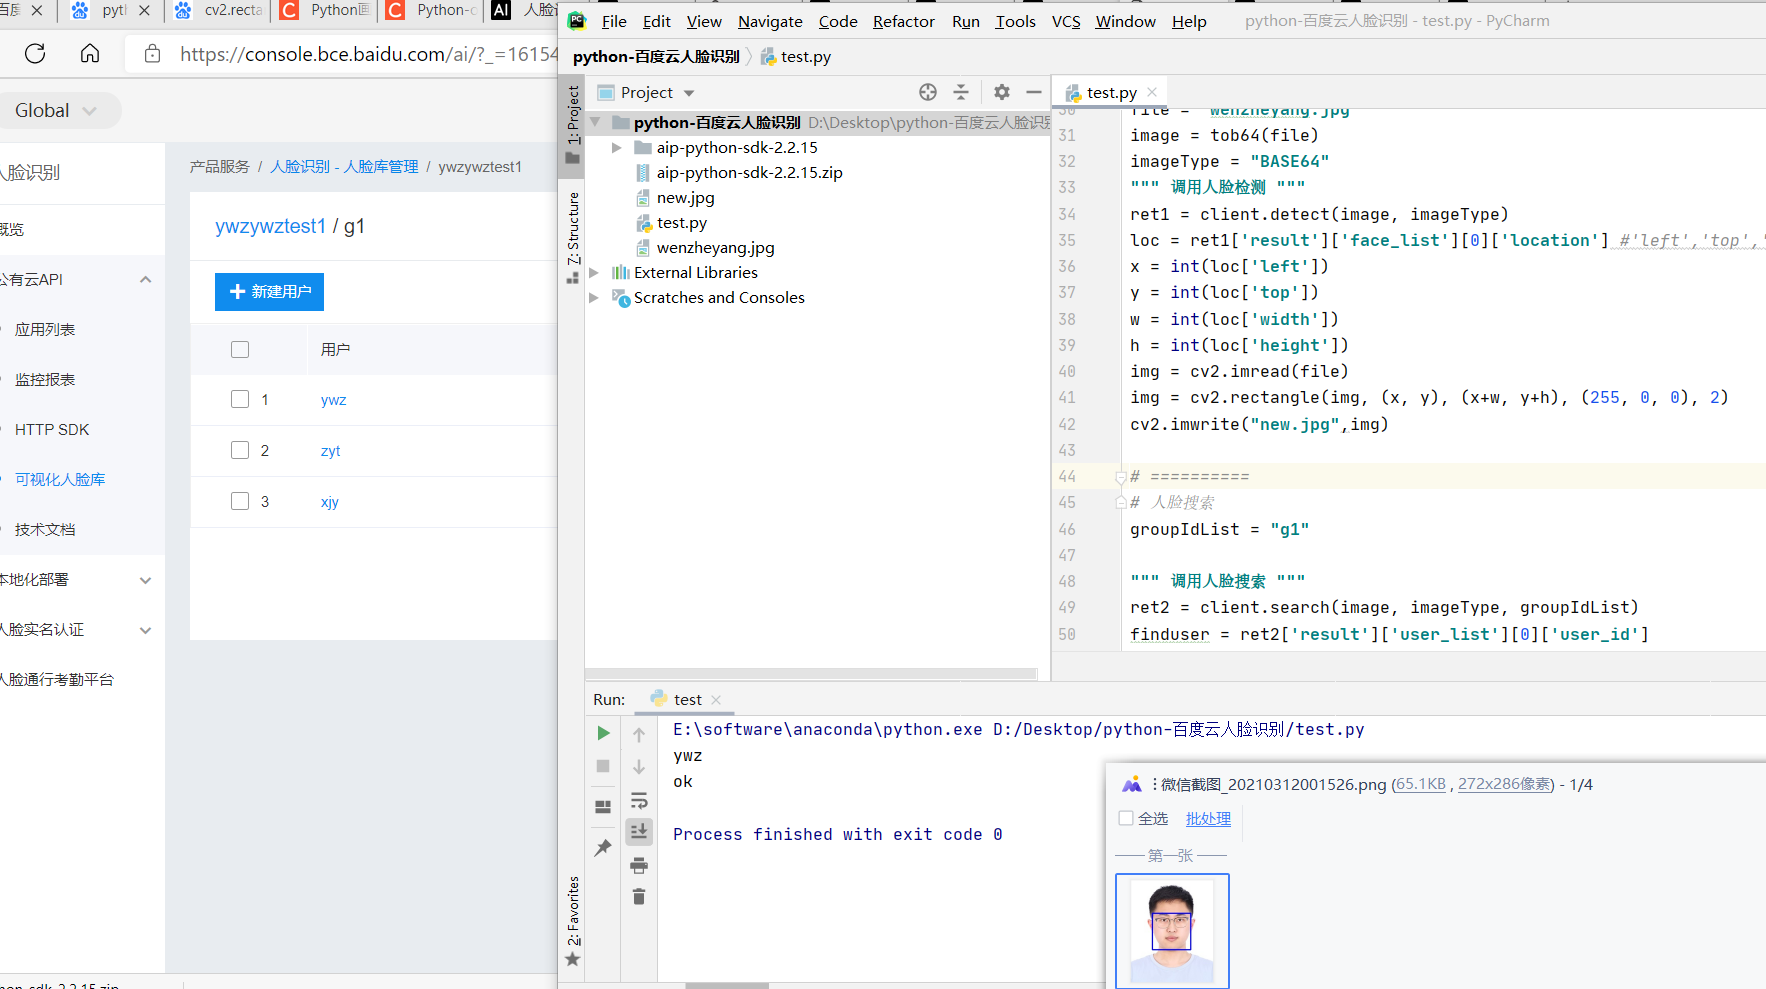 百度
pyth
cv2.recta
Python画
Python-o
人脸识
https://console.bce.baidu.com/ai/?_=16154
Global
人脸识别
概览
公有云API
应用列表
监控报表
HTTP SDK
可视化人脸库
技术文档
本地化部署
人脸实名认证
人脸通行考勤平台
产品服务 / 人脸识别 - 人脸库管理 / ywzywztest1
ywzywztest1 / g1
+ 新建用户
用户
1 ywz
2 zyt
3 xjy
hon-sdk-2.2.15.zip
File Edit View Navigate Code Refactor Run Tools VCS Window Help python-百度云人脸识别 - test.py - PyCharm
python-百度云人脸识别 test.py
1: Project
7: Structure
2: Favorites
Project
python-百度云人脸识别 D:\Desktop\python-百度云人脸识别
aip-python-sdk-2.2.15
aip-python-sdk-2.2.15.zip
new.jpg
test.py
wenzheyang.jpg
External Libraries
Scratches and Consoles
test.py
30 file = "wenzheyang.jpg
31 image = tob64(file)
32 imageType = "BASE64"
33 """ 调用人脸检测 """
34 ret1 = client.detect(image, imageType)
35 loc = ret1['result']['face_list'][0]['location'] #'left','top','
36 x = int(loc['left'])
37 y = int(loc['top'])
38 w = int(loc['width'])
39 h = int(loc['height'])
40 img = cv2.imread(file)
41 img = cv2.rectangle(img, (x, y), (x+w, y+h), (255, 0, 0), 2)
42 cv2.imwrite("new.jpg",img)
43
44 # ==========
45 # 人脸搜索
46 groupIdList = "g1"
47
48 """ 调用人脸搜索 """
49 ret2 = client.search(image, imageType, groupIdList)
50 finduser = ret2['result']['user_list'][0]['user_id']
Run: test
E:\software\anaconda\python.exe D:/Desktop/python-百度云人脸识别/test.py
ywz
ok
Process finished with exit code 0
微信截图_20210312001526.png (65.1KB , 272x286像素) - 1/4
全选 批处理
第一张